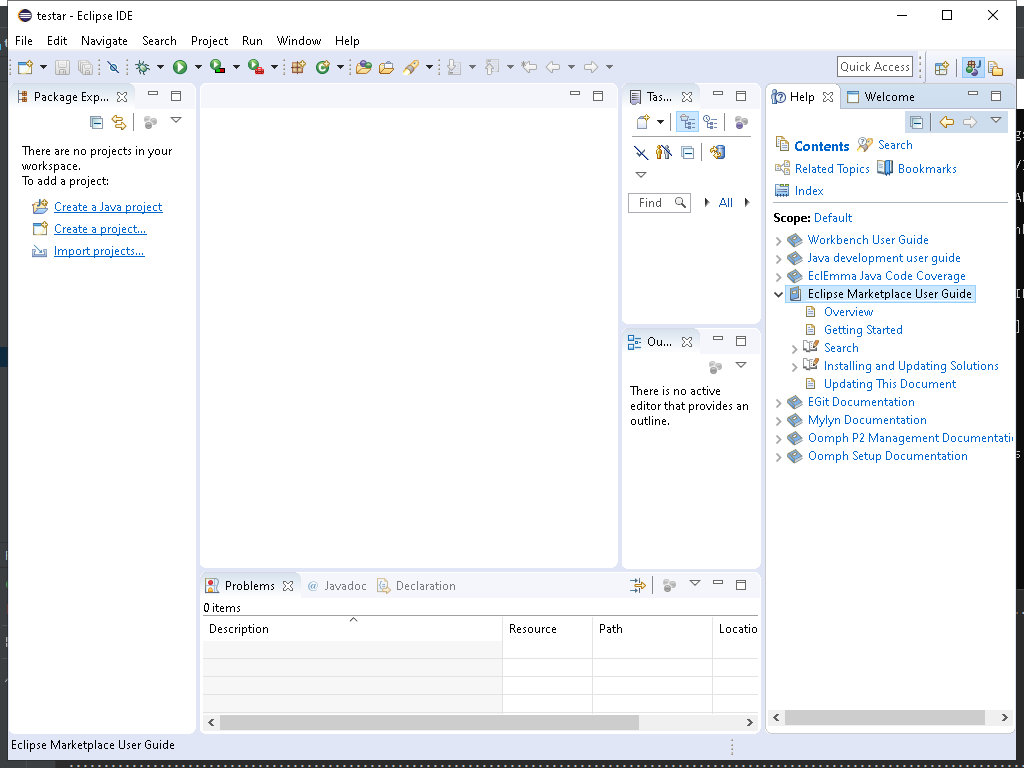 testar - Eclipse IDE
File Edit Navigate Search Project Run Window Help
Quick Access
Package Exp...
There are no projects in your
workspace.
To add a project:
Create a Java project
Create a project...
Import projects...
Tas...
Find
All
Ou...
There is no active
editor that provides an
outline.
Help
Welcome
Contents
Search
Related Topics
Bookmarks
Index
Scope: Default
Workbench User Guide
Java development user guide
EclEmma Java Code Coverage
Eclipse Marketplace User Guide
Overview
Getting Started
Search
Installing and Updating Solutions
Updating This Document
EGit Documentation
Mylyn Documentation
Oomph P2 Management Documentati
Oomph Setup Documentation
Problems
@ Javadoc
Declaration
0 items
Description Resource Path Locatio
Eclipse Marketplace User Guide